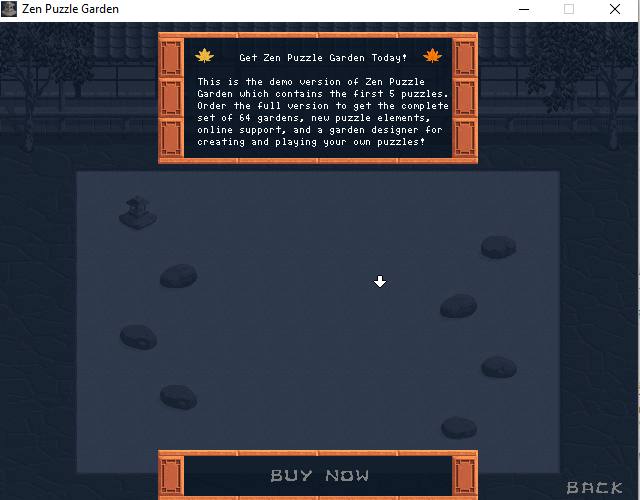 Zen Puzzle Garden
Get Zen Puzzle Garden Today!
This is the demo version of Zen Puzzle
Garden which contains the first 5 puzzles.
Order the full version to get the complete
set of 64 gardens, new puzzle elements,
online support, and a garden designer for
creating and playing your own puzzles!
BUY NOW
BACK